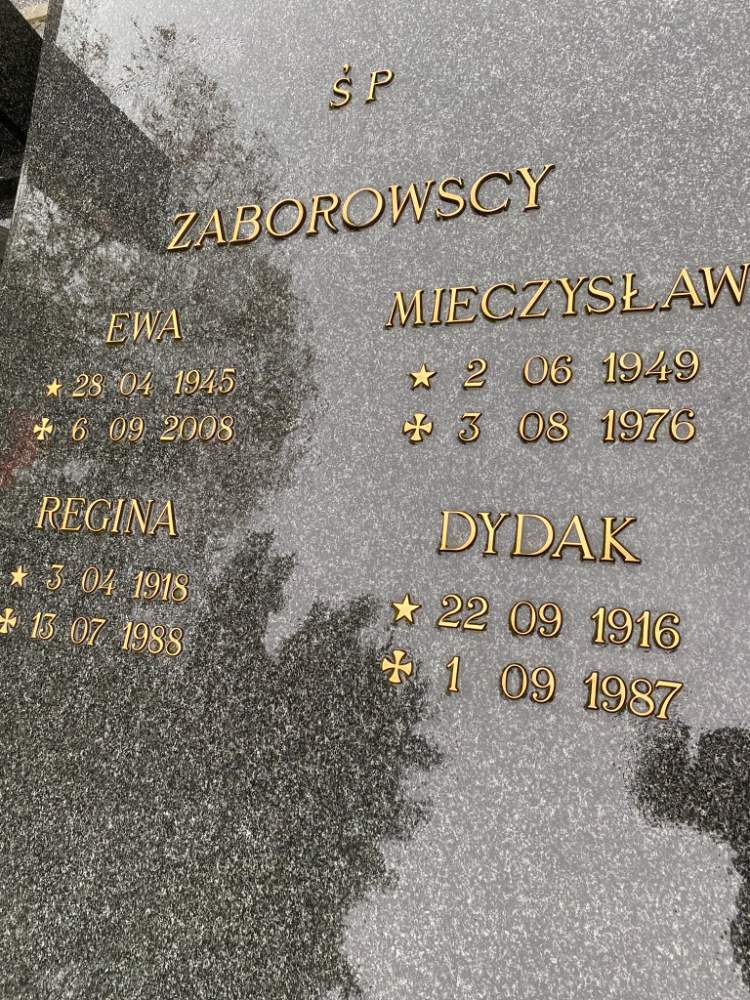 Ś P
ZABOROWSCY
EWA
★ 28 04 1945
✠ 6 09 2008
MIECZYSŁAW
★ 2 06 1949
✠ 3 08 1976
REGINA
★ 3 04 1918
✠ 13 07 1988
DYDAK
★ 22 09 1916
✠ 1 09 1987